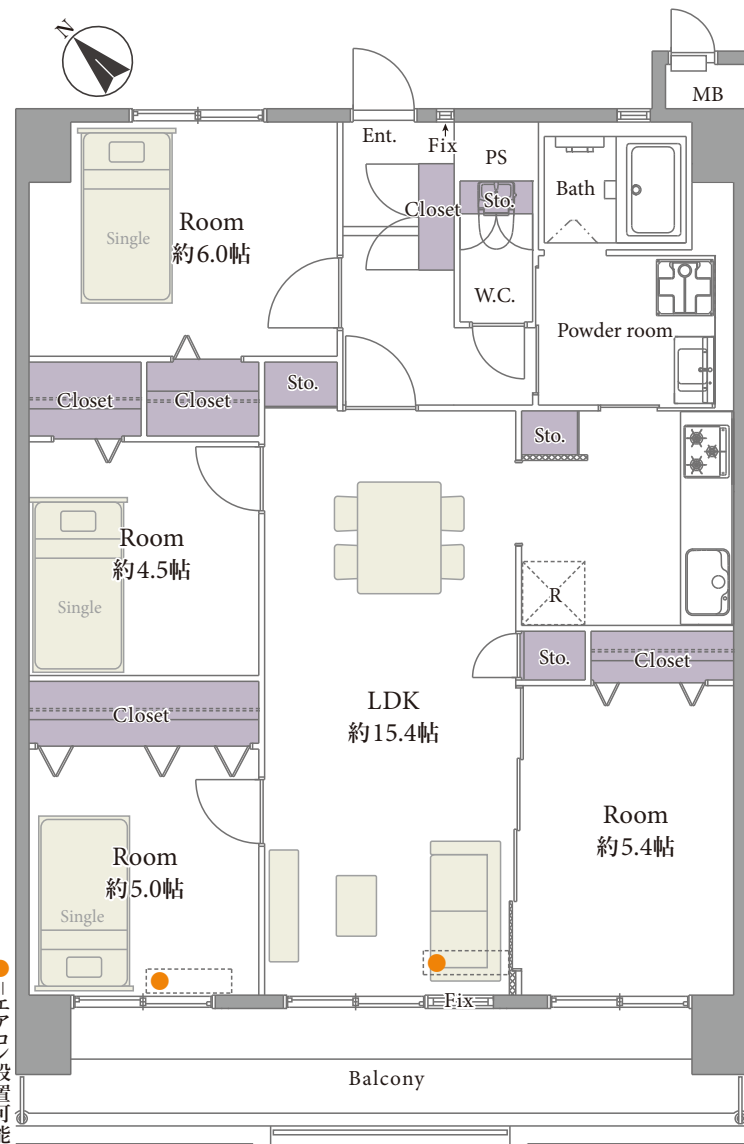 N
MB
Ent.
Fix
PS
Bath
Closet
Sto.
Room
約6.0帖
Single
W.C.
Powder room
Closet
Closet
Sto.
Sto.
Room
約4.5帖
Single
R
Sto.
Closet
Closet
LDK
約15.4帖
Room
約5.4帖
Room
約5.0帖
Single
Fix
Balcony
●=エアコン設置可能